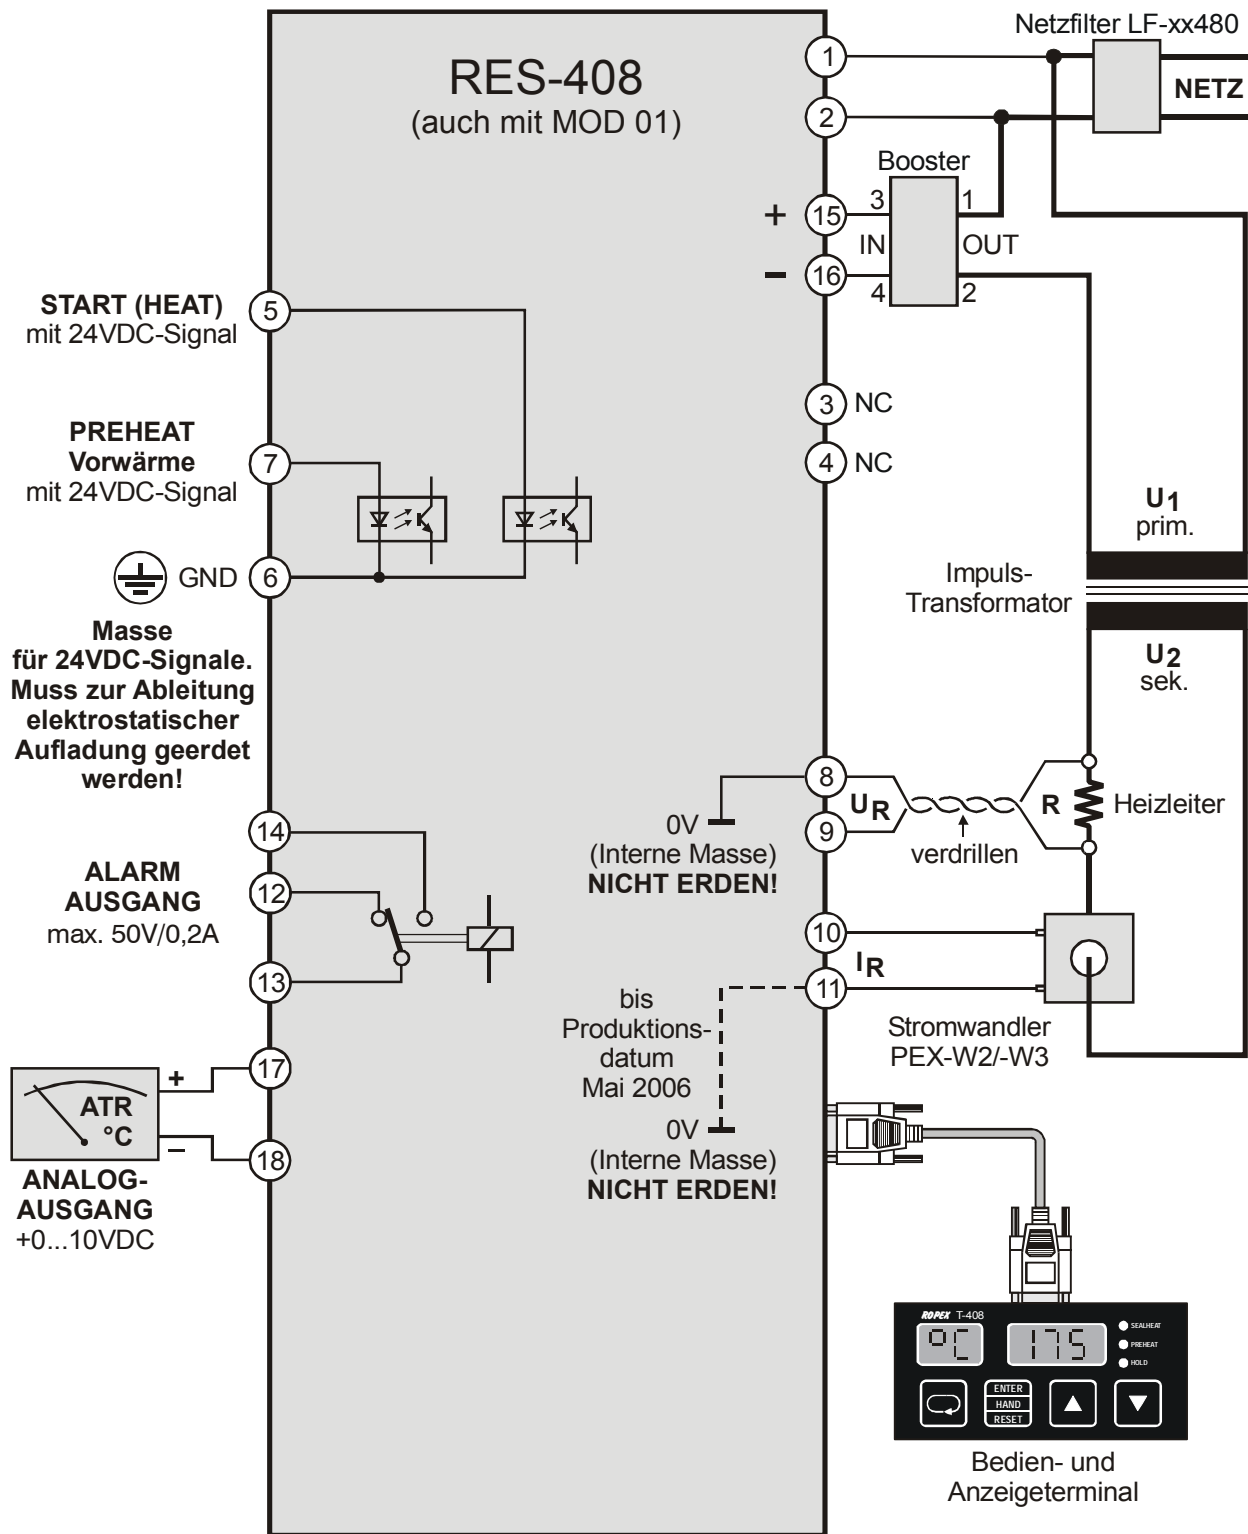 Netzfilter LF-xx480
RES-408
(auch mit MOD 01)
1
2
NETZ
Booster
3
1
+
15
IN
OUT
−
16
4
2
START (HEAT)
mit 24VDC-Signal
5
3
NC
PREHEAT
Vorwärme
mit 24VDC-Signal
7
4
NC
U1
prim.
GND
6
Impuls-
Transformator
Masse
für 24VDC-Signale.
Muss zur Ableitung
elektrostatischer
Aufladung geerdet
werden!
U2
sek.
8
UR
9
R
Heizleiter
verdrillen
0V
(Interne Masse)
NICHT ERDEN!
14
ALARM
AUSGANG
max. 50V/0,2A
12
13
10
IR
11
bis
Produktions-
datum
Mai 2006
Stromwandler
PEX-W2/-W3
0V
(Interne Masse)
NICHT ERDEN!
17
+
ATR
°C
−
18
ANALOG-
AUSGANG
+0...10VDC
ROPEX T-408
°C
175
SEALHEAT
PREHEAT
HOLD
ENTER
HAND
RESET
Bedien- und
Anzeigeterminal